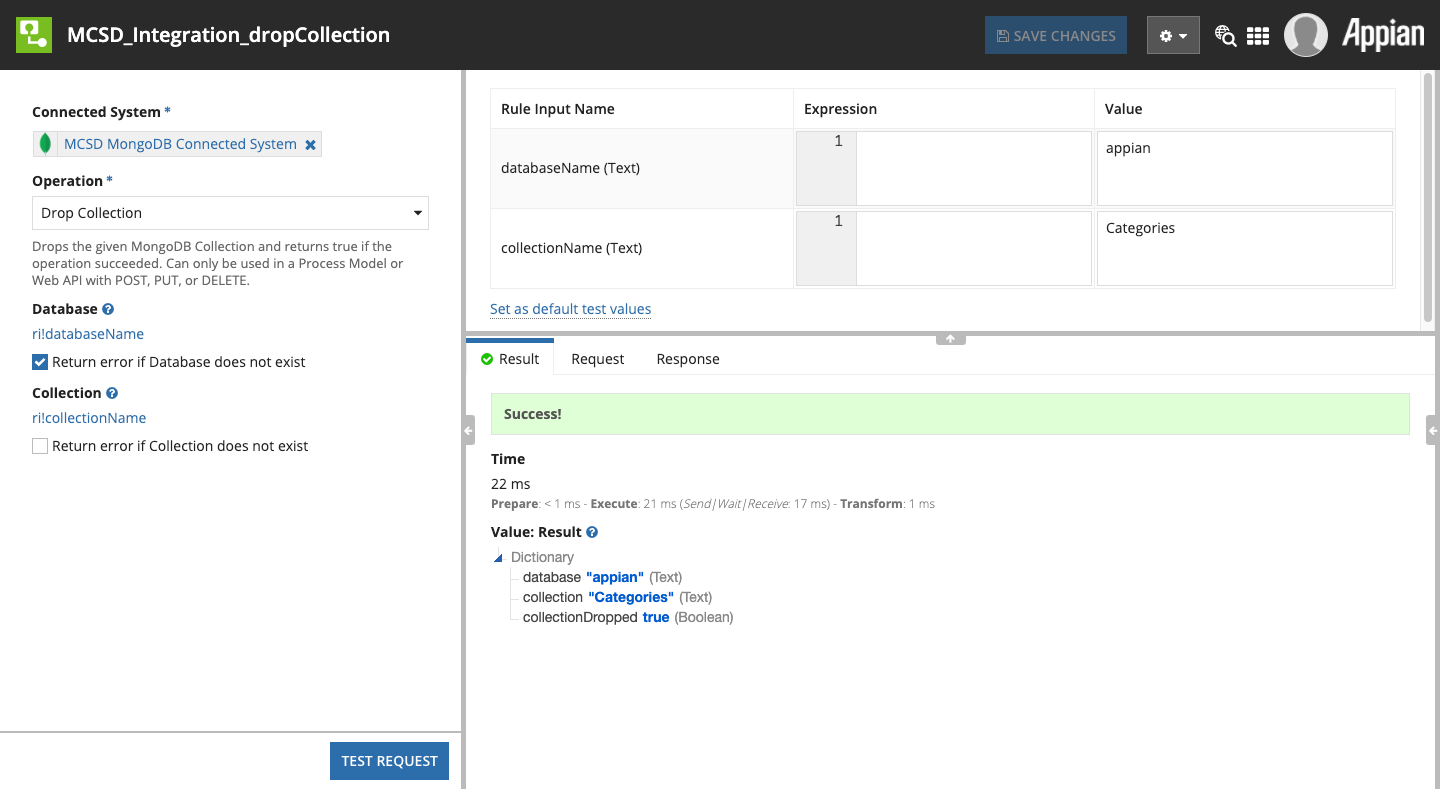 MCSD_Integration_dropCollection
SAVE CHANGES
Appian
Connected System *
MCSD MongoDB Connected System
Operation *
Drop Collection
Drops the given MongoDB Collection and returns true if the
operation succeeded. Can only be used in a Process Model or
Web API with POST, PUT, or DELETE.
Database
ri!databaseName
Return error if Database does not exist
Collection
ri!collectionName
Return error if Collection does not exist
TEST REQUEST
Rule Input Name Expression Value
databaseName (Text) 1 appian
collectionName (Text) 1 Categories
Set as default test values
Result Request Response
Success!
Time
22 ms
Prepare: < 1 ms - Execute: 21 ms (Send|Wait|Receive: 17 ms) - Transform: 1 ms
Value: Result
Dictionary
database "appian" (Text)
collection "Categories" (Text)
collectionDropped true (Boolean)